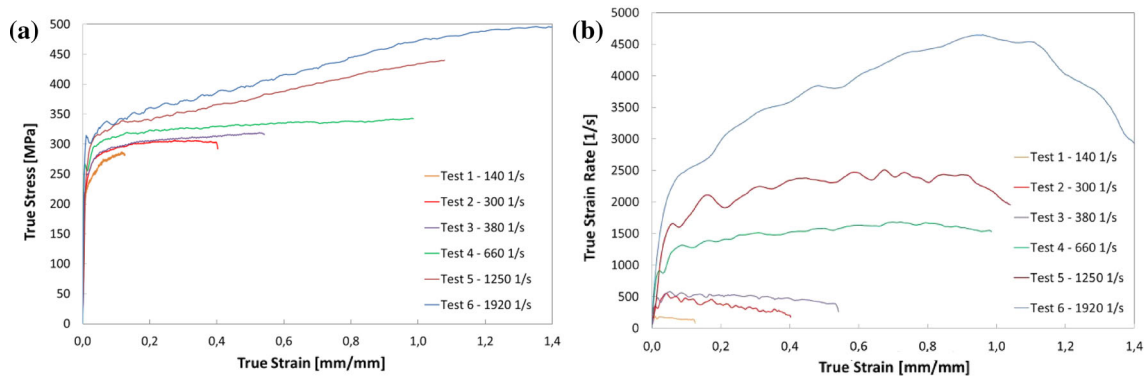 (a)
True Stress [MPa]
500
450
400
350
300
250
200
150
100
50
0
0,0 0,2 0,4 0,6 0,8 1,0 1,2 1,4
True Strain [mm/mm]
Test 1 - 140 1/s
Test 2 - 300 1/s
Test 3 - 380 1/s
Test 4 - 660 1/s
Test 5 - 1250 1/s
Test 6 - 1920 1/s
(b)
True Strain Rate [1/s]
5000
4500
4000
3500
3000
2500
2000
1500
1000
500
0
0,0 0,2 0,4 0,6 0,8 1,0 1,2 1,4
True Strain [mm/mm]
Test 1 - 140 1/s
Test 2 - 300 1/s
Test 3 - 380 1/s
Test 4 - 660 1/s
Test 5 - 1250 1/s
Test 6 - 1920 1/s